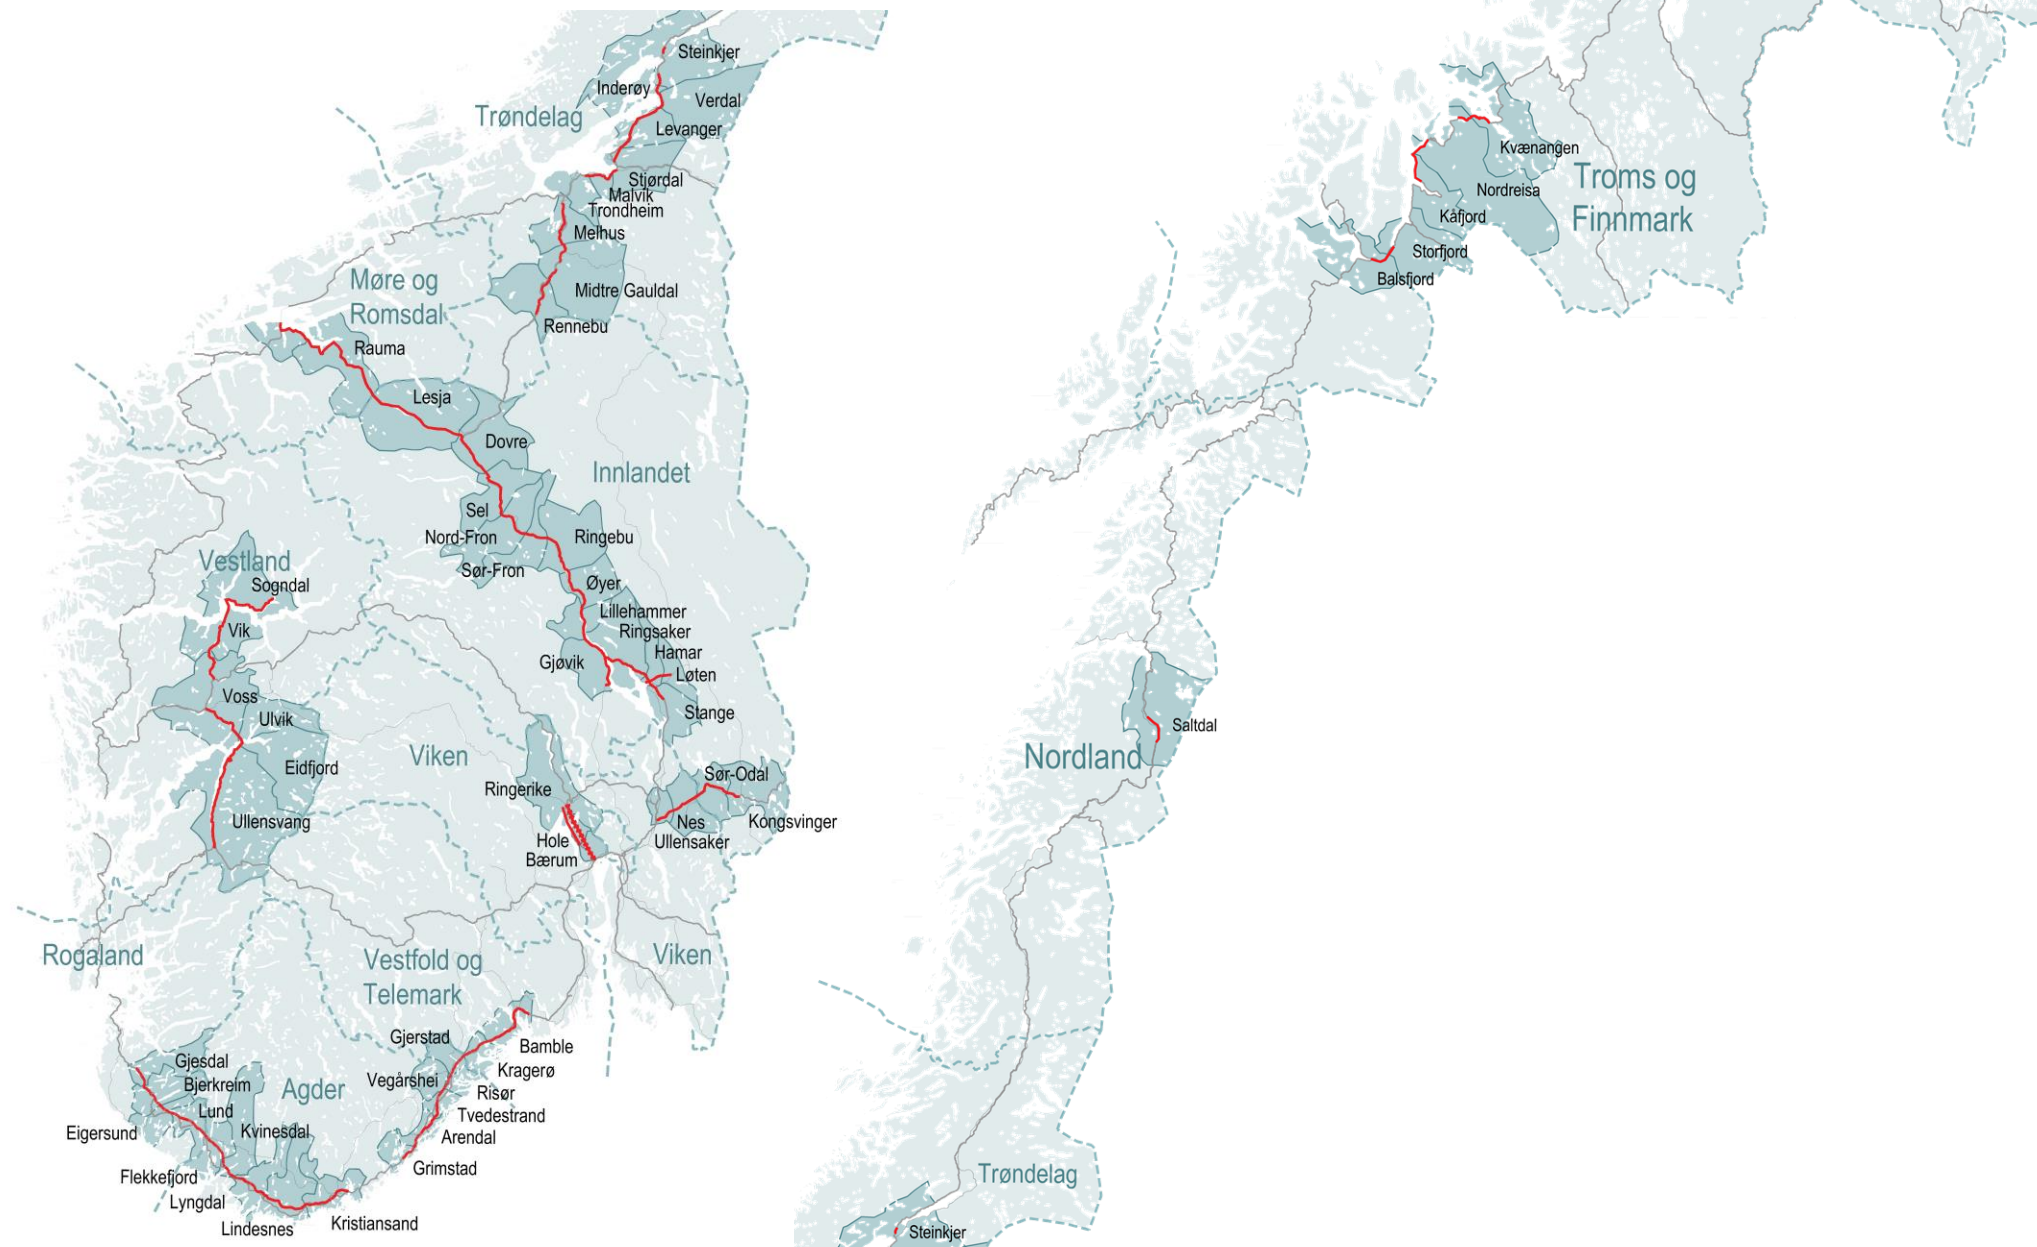 Steinkjer
Inderøy
Verdal
Trøndelag
Levanger
Stjørdal
Malvik
Trondheim
Melhus
Møre og
Romsdal
Midtre Gauldal
Rennebu
Rauma
Lesja
Dovre
Innlandet
Sel
Nord-Fron
Ringebu
Vestland
Sør-Fron
Sogndal
Øyer
Lillehammer
Vik
Ringsaker
Hamar
Gjøvik
Løten
Voss
Ulvik
Stange
Viken
Eidfjord
Sør-Odal
Ringerike
Ullensvang
Nes
Kongsvinger
Hole
Ullensaker
Bærum
Rogaland
Vestfold og
Telemark
Viken
Gjerstad
Bamble
Gjesdal
Kragerø
Bjerkreim
Agder
Vegårshei
Risør
Lund
Tvedestrand
Eigersund
Kvinesdal
Arendal
Grimstad
Flekkefjord
Lyngdal
Lindesnes
Kristiansand
Kvænangen
Troms og
Finnmark
Nordreisa
Kåfjord
Storfjord
Balsfjord
Saltdal
Nordland
Trøndelag
Steinkjer